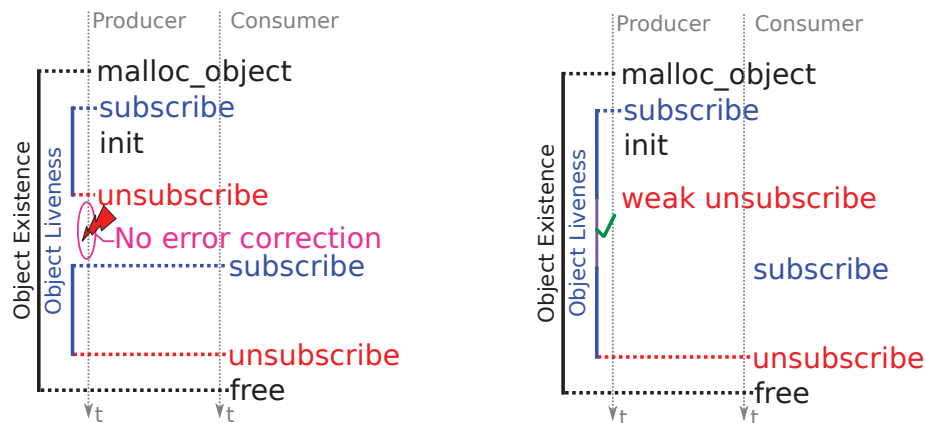 Producer
Consumer
malloc_object
subscribe
init
unsubscribe
No error correction
subscribe
unsubscribe
free
Object Existence
Object Liveness
t
t
Producer
Consumer
malloc_object
subscribe
init
weak unsubscribe
subscribe
unsubscribe
free
Object Existence
Object Liveness
t
t